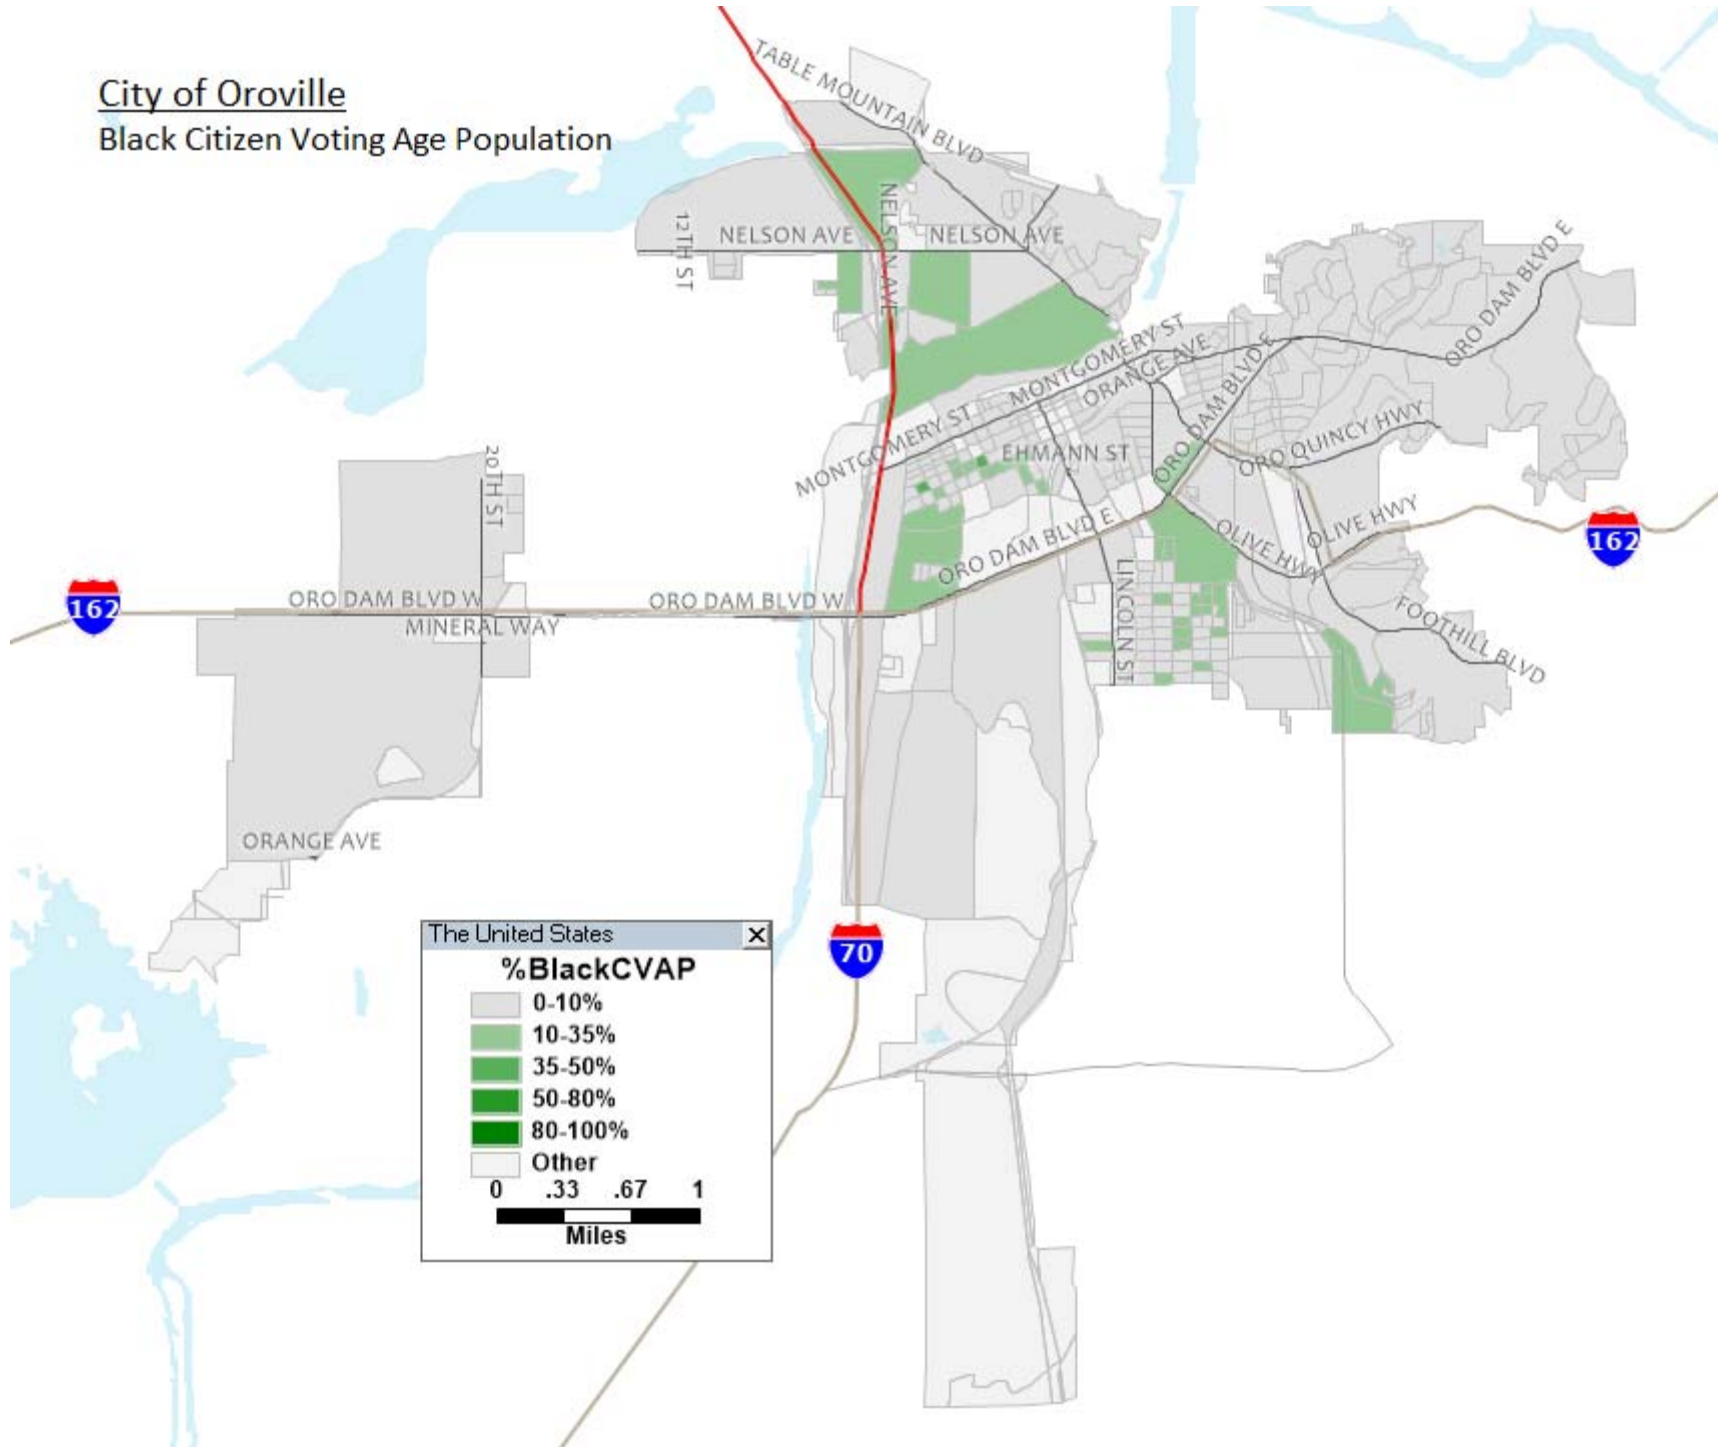 City of Oroville
Black Citizen Voting Age Population
TABLE MOUNTAIN BLVD
NELSON AVE
NELSON AVE
NELSON AVE
12TH ST
ORO DAM BLVD E
MONTGOMERY ST
ORANGE AVE
ORO DAM BLVD E
MONTGOMERY ST
EHMANN ST
ORO QUINCY HWY
20TH ST
ORO DAM BLVD E
OLIVE HWY
OLIVE HWY
162
162
ORO DAM BLVD W
ORO DAM BLVD W
MINERAL WAY
LINCOLN ST
FOOTHILL BLVD
ORANGE AVE
70
The United States
%BlackCVAP
0-10%
10-35%
35-50%
50-80%
80-100%
Other
0 .33 .67 1
Miles